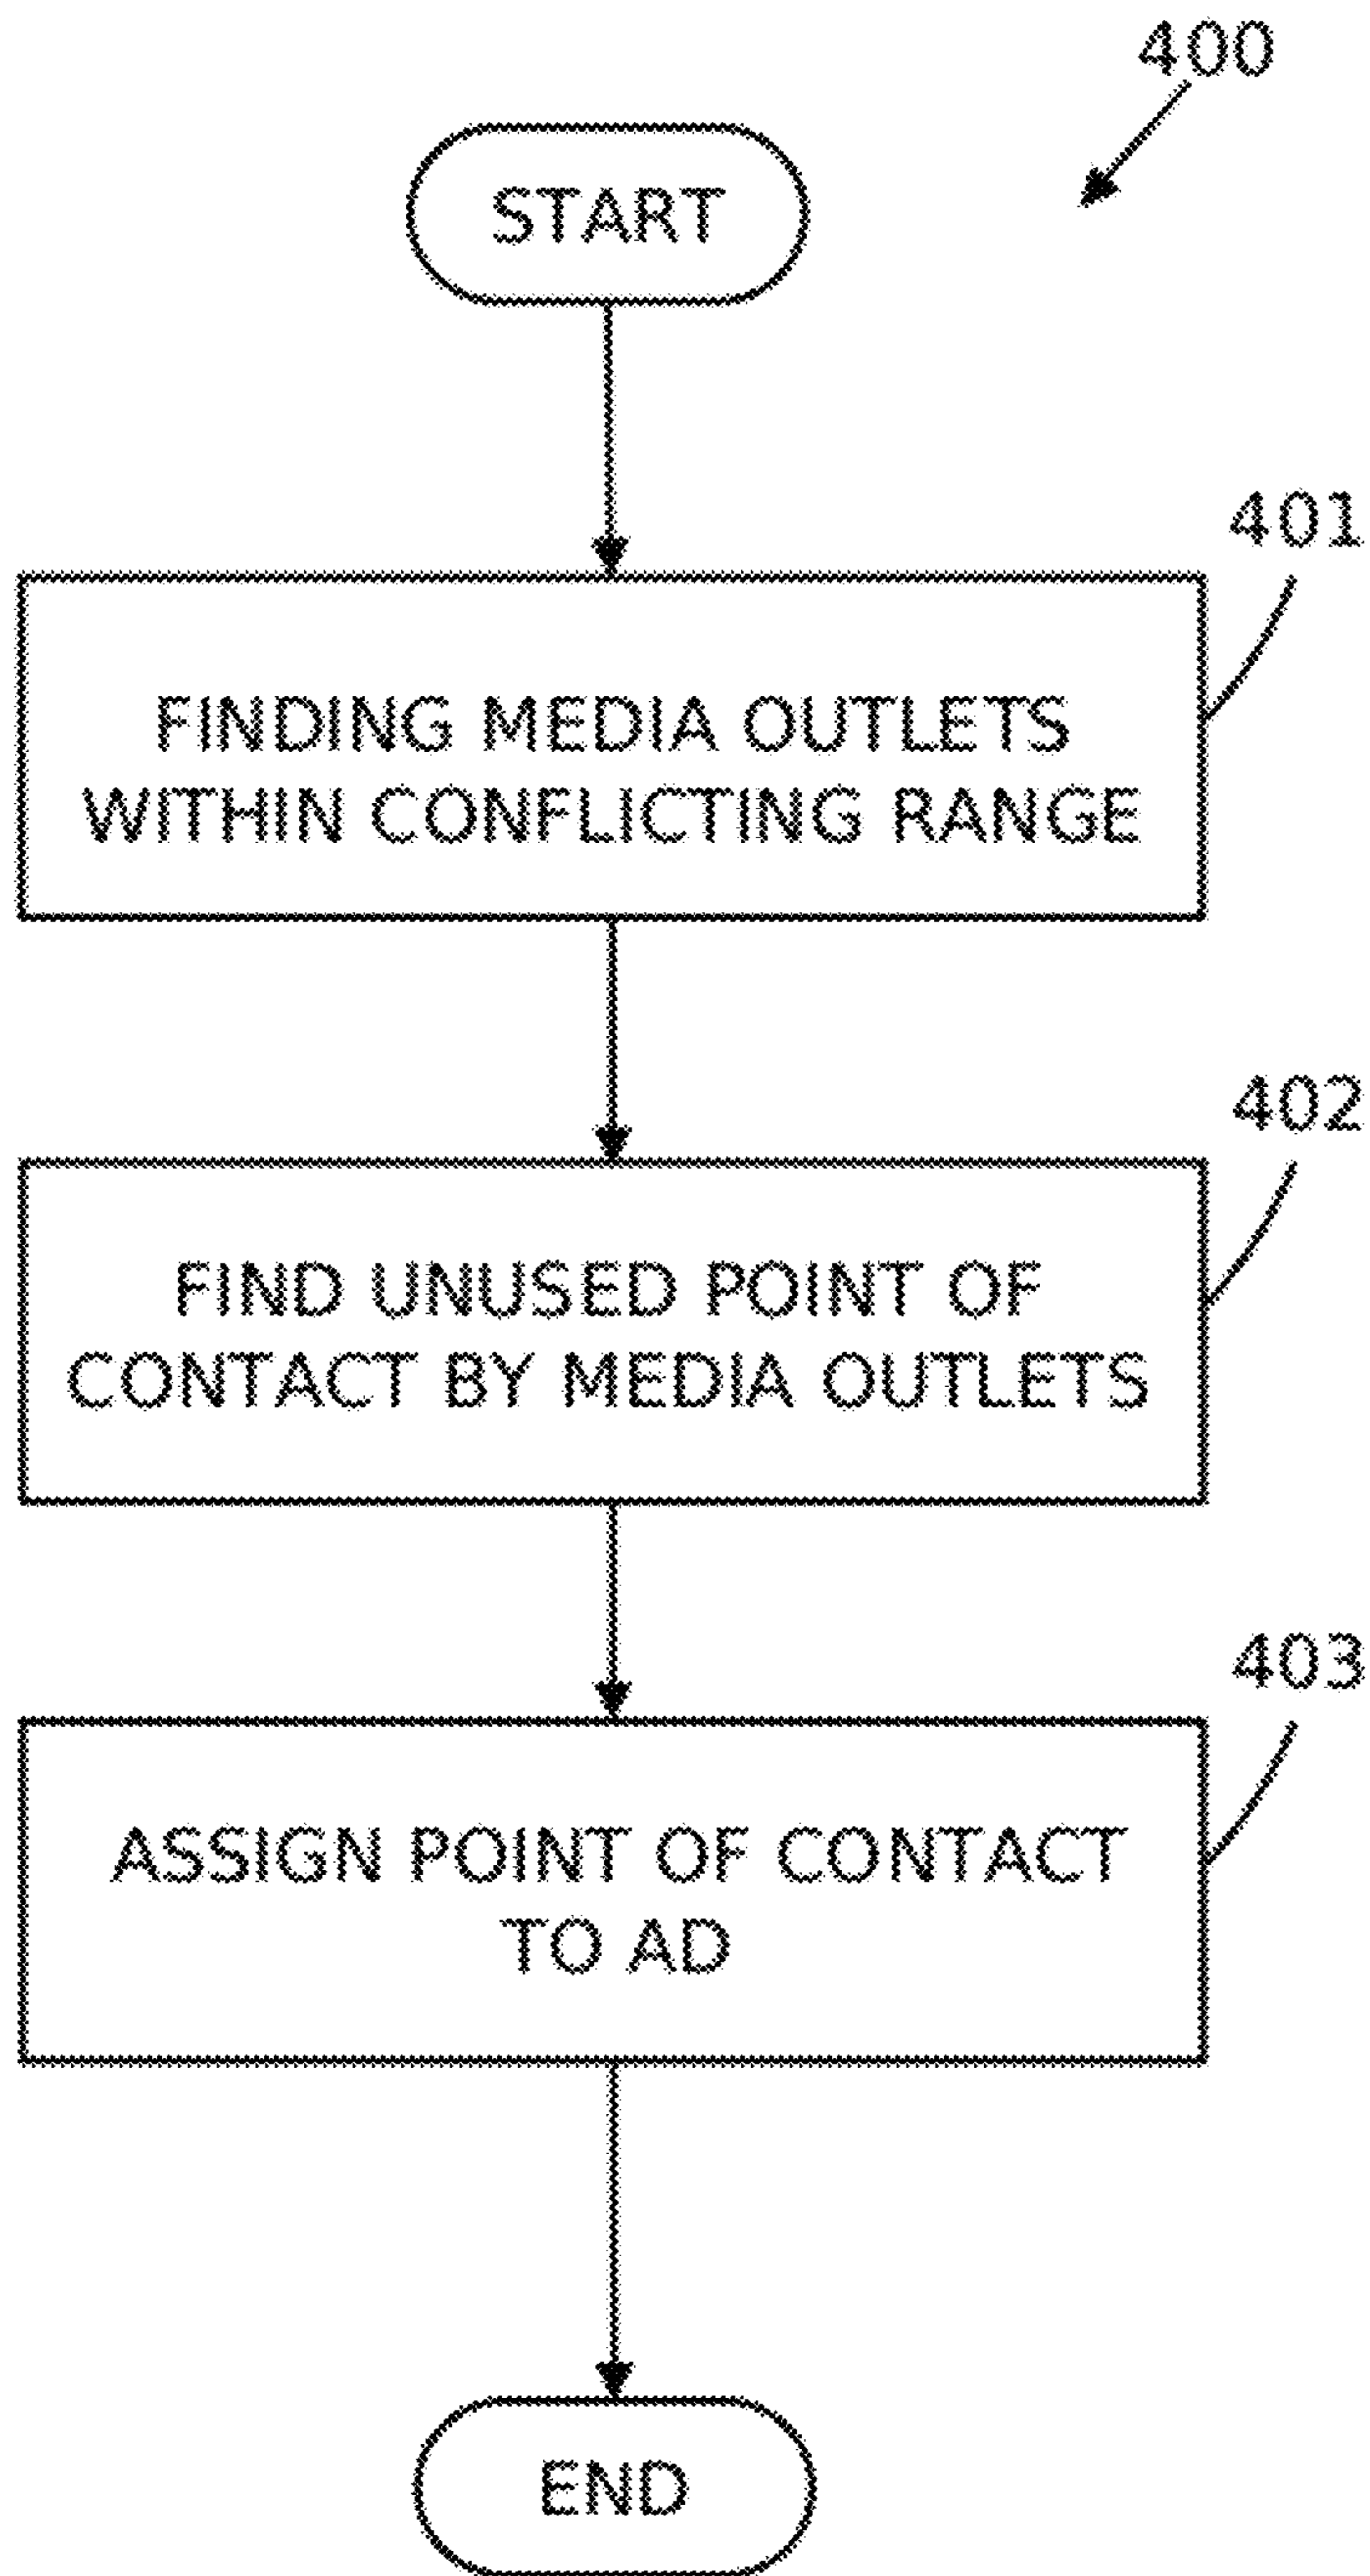 400
START
401
FINDING MEDIA OUTLETS
WITHIN CONFLICTING RANGE
402
FIND UNUSED POINT OF
CONTACT BY MEDIA OUTLETS
403
ASSIGN POINT OF CONTACT
TO AD
END